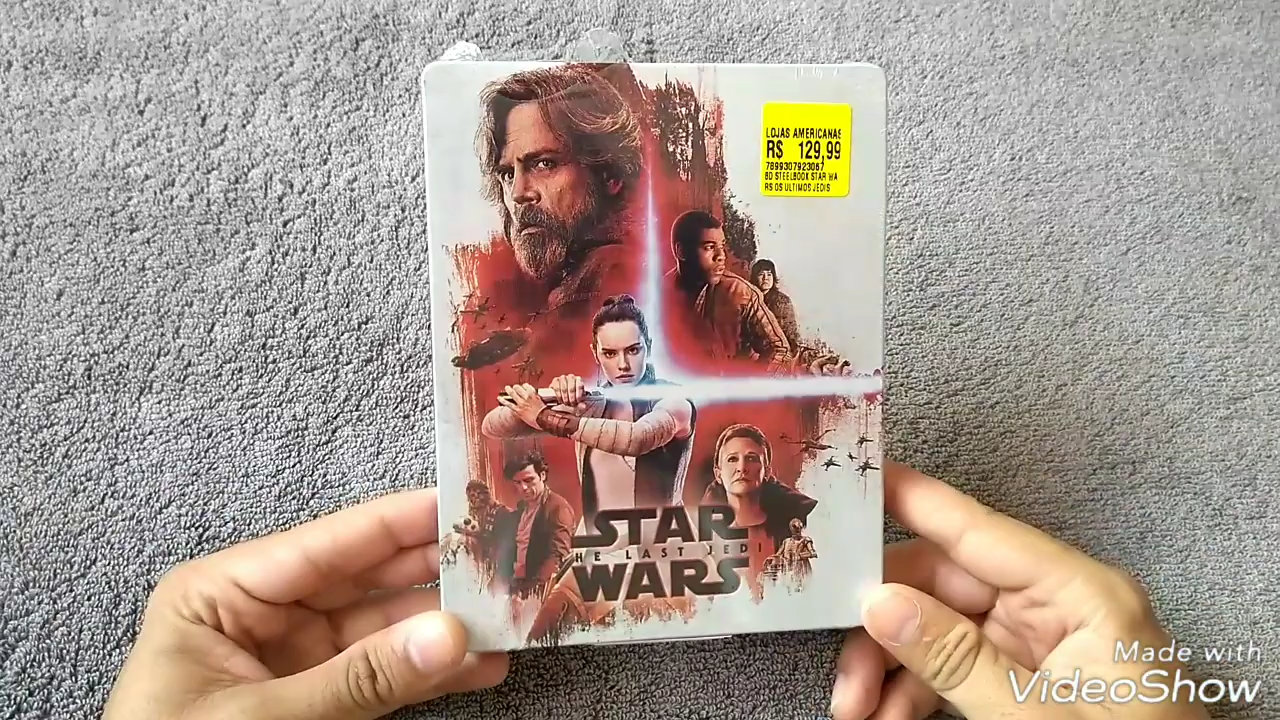 LOJAS AMERICANAS
R$ 129,99
7899307923067
BD STEELBOOK STAR WA
RS OS ULTIMOS JEDIS
STAR
THE LAST JEDI
WARS
Made with
VideoShow